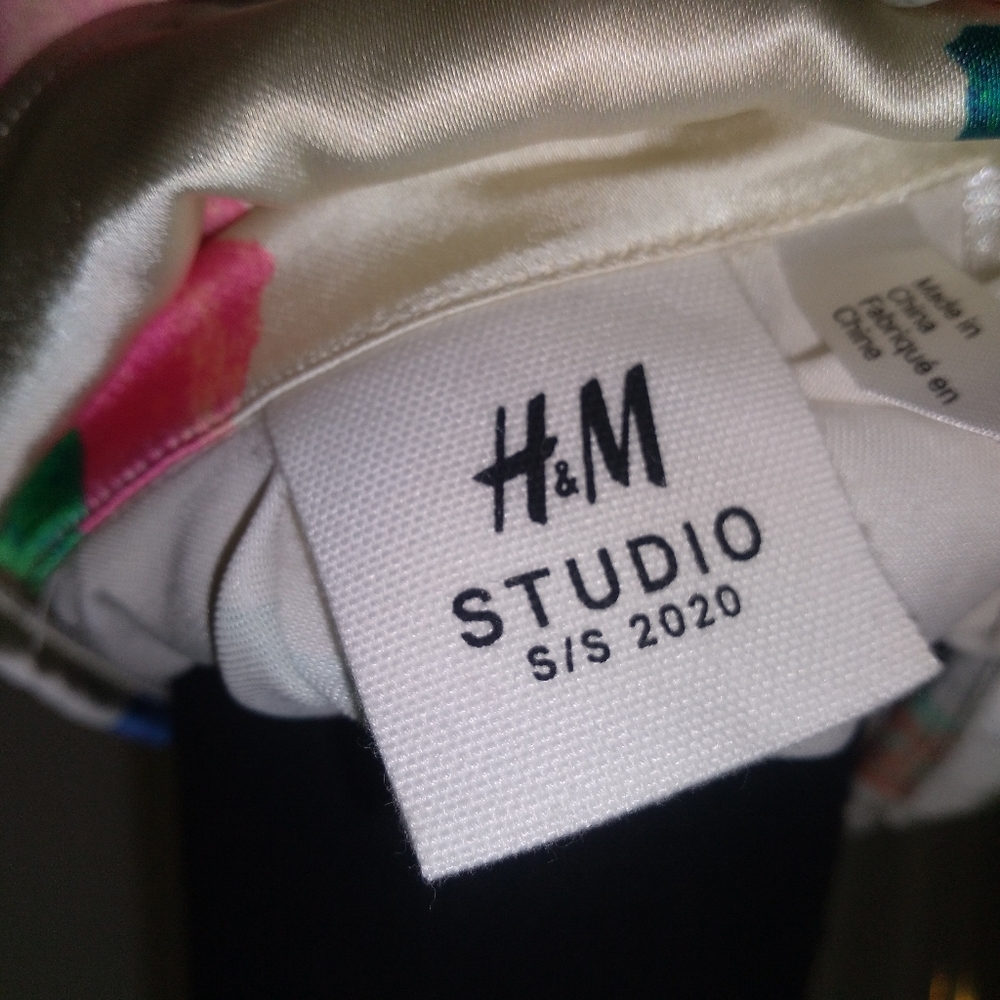 H&M
STUDIO
S/S 2020
Made in
China
Fabriqué en
Chine